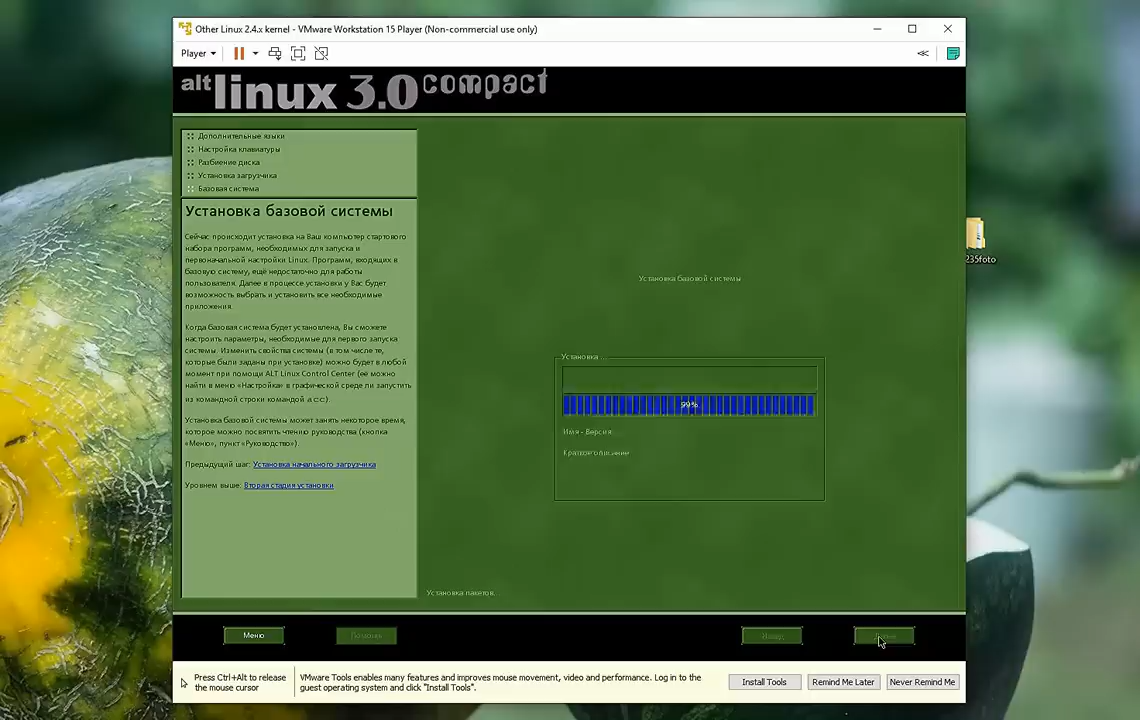 Other Linux 2.4.x kernel - VMware Workstation 15 Player (Non-commercial use only)
Player
alt linux 3.0 compact
Дополнительные языки
Настройка клавиатуры
Разбиение диска
Установка загрузчика
Базовая система
Установка базовой системы
Сейчас происходит установка на Ваш компьютер стартового
набора программ, необходимых для запуска и
первоначальной настройки Linux. Программ, входящих в
базовую систему, ещё недостаточно для работы
пользователя. Далее в процессе установки у Вас будет
возможность выбрать и установить все необходимые
приложения.
Когда базовая система будет установлена, Вы сможете
настроить параметры, необходимые для первого запуска
системы. Изменить свойства системы (в том числе те,
которые были заданы при установке) можно будет в любой
момент при помощи ALT Linux Control Center (её можно
найти в меню «Настройка» в графической среде ли запустить
из командной строки командой acc).
Установка базовой системы может занять некоторое время,
которое можно посвятить чтению руководства (кнопка
«Меню», пункт «Руководство»).
Предыдущий шаг: Установка начального загрузчика
Уровнем выше: Вторая стадия установки
Установка базовой системы
Установка ...
99%
Имя - Версия:
Краткое описание
Установка пакетов...
Меню
Помощь
Назад
235foto
Press Ctrl+Alt to release
the mouse cursor
VMware Tools enables many features and improves mouse movement, video and performance. Log in to the
guest operating system and click "Install Tools".
Install Tools
Remind Me Later
Never Remind Me